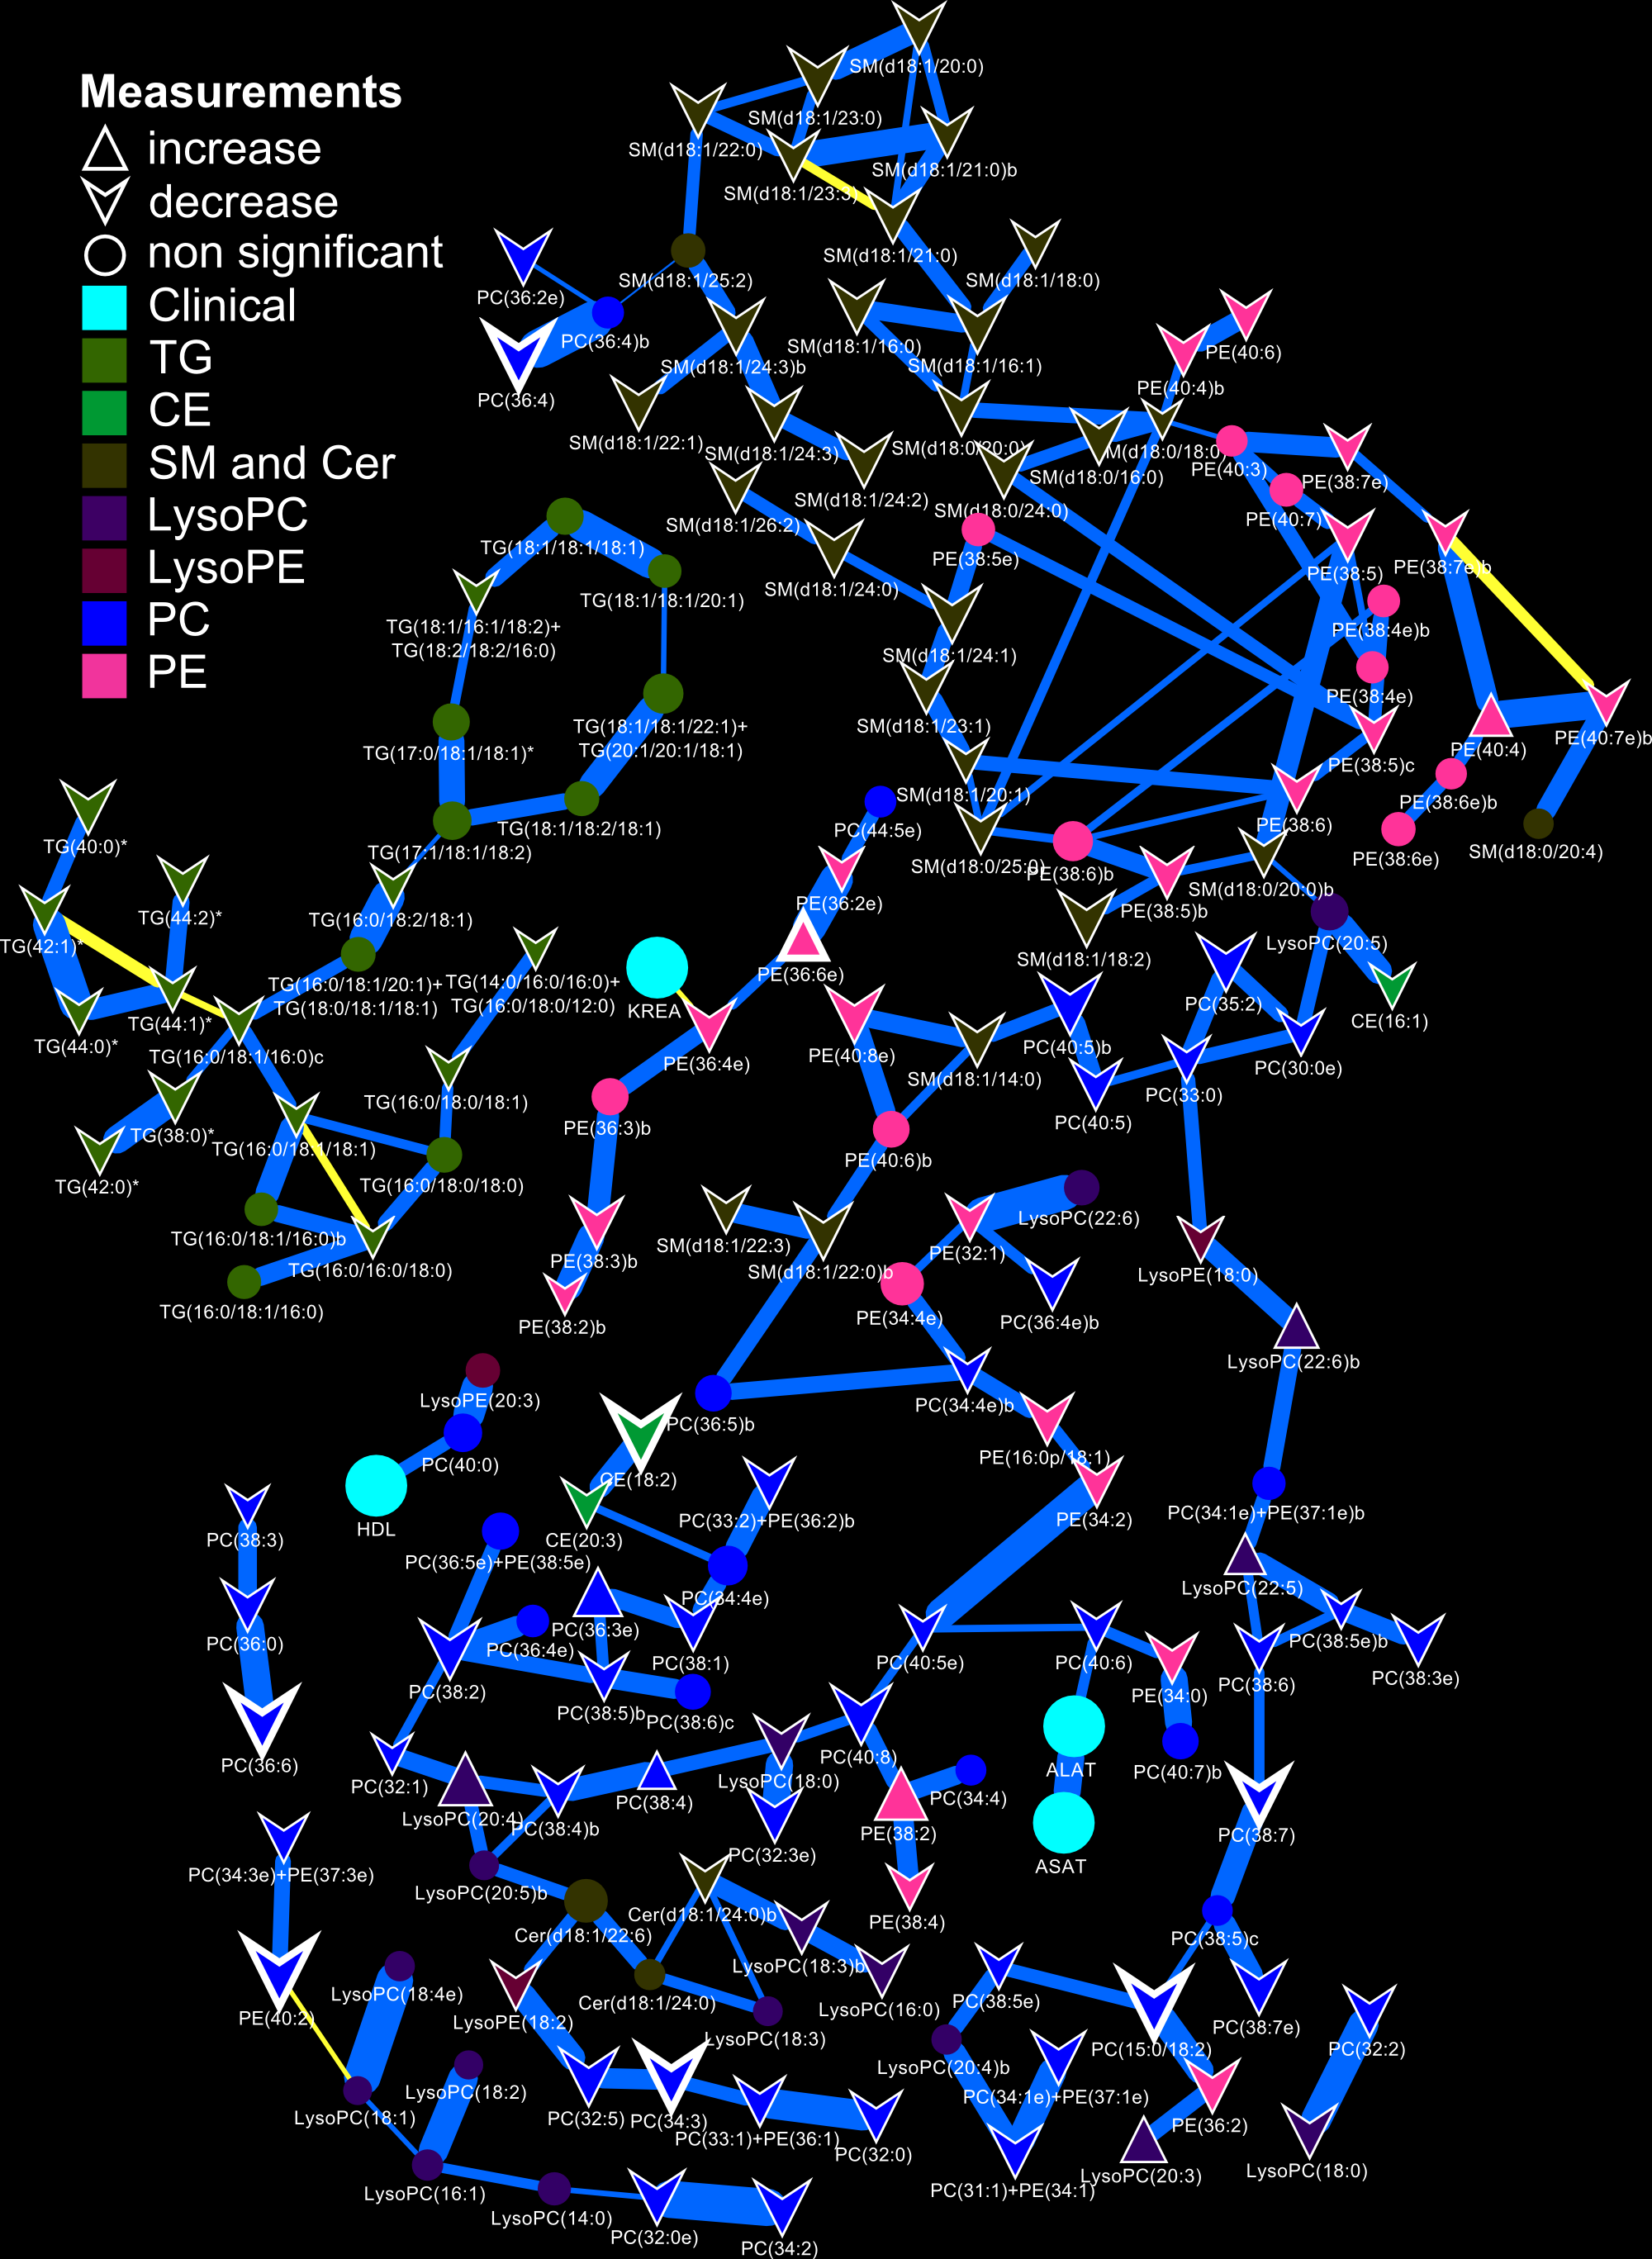 Measurements
increase
decrease
non significant
Clinical
TG
CE
SM and Cer
LysoPC
LysoPE
PC
PE
SM(d18:1/20:0)
SM(d18:1/23:0)
SM(d18:1/22:0)
SM(d18:1/21:0)b
SM(d18:1/23:3)
SM(d18:1/21:0)
SM(d18:1/18:0)
SM(d18:1/25:2)
PC(36:2e)
PC(36:4)b
SM(d18:1/16:0)
PE(40:6)
SM(d18:1/24:3)b
SM(d18:1/16:1)
PE(40:4)b
PC(36:4)
SM(d18:1/22:1)
SM(d18:1/24:3)
SM(d18:0/20:0)
M(d18:0/18:0)
PE(40:3)
SM(d18:0/16:0)
PE(38:7e)
SM(d18:1/24:2)
SM(d18:0/24:0)
PE(40:7)
SM(d18:1/26:2)
TG(18:1/18:1/18:1)
PE(38:5e)
PE(38:5)
PE(38:7e)b
SM(d18:1/24:0)
TG(18:1/18:1/20:1)
TG(18:1/16:1/18:2)+
TG(18:2/18:2/16:0)
PE(38:4e)b
SM(d18:1/24:1)
PE(38:4e)
TG(18:1/18:1/22:1)+
TG(20:1/20:1/18:1)
SM(d18:1/23:1)
PE(40:7e)b
TG(17:0/18:1/18:1)*
PE(40:4)
PE(38:5)c
SM(d18:1/20:1)
PE(38:6e)b
TG(18:1/18:2/18:1)
PC(44:5e)
PE(38:6)
TG(40:0)*
TG(17:1/18:1/18:2)
SM(d18:0/25:0)
PE(38:6)b
PE(38:6e)
SM(d18:0/20:4)
SM(d18:0/20:0)b
PE(36:2e)
PE(38:5)b
TG(44:2)*
TG(16:0/18:2/18:1)
TG(42:1)*
LysoPC(20:5)
SM(d18:1/18:2)
PE(36:6e)
TG(16:0/18:1/20:1)+
TG(18:0/18:1/18:1)
TG(14:0/16:0/16:0)+
TG(16:0/18:0/12:0)
KREA
PC(35:2)
CE(16:1)
TG(44:1)*
TG(44:0)*
TG(16:0/18:1/16:0)c
PE(36:4e)
PE(40:8e)
PC(40:5)b
PC(30:0e)
SM(d18:1/14:0)
PC(33:0)
TG(16:0/18:0/18:1)
PE(36:3)b
PC(40:5)
TG(38:0)*
TG(16:0/18:1/18:1)
PE(40:6)b
TG(42:0)*
TG(16:0/18:0/18:0)
LysoPC(22:6)
TG(16:0/18:1/16:0)b
SM(d18:1/22:3)
PE(32:1)
PE(38:3)b
TG(16:0/16:0/18:0)
SM(d18:1/22:0)b
LysoPE(18:0)
TG(16:0/18:1/16:0)
PE(38:2)b
PE(34:4e)
PC(36:4e)b
LysoPC(22:6)b
LysoPE(20:3)
PC(36:5)b
PC(34:4e)b
PC(40:0)
CE(18:2)
PE(16:0p/18:1)
PC(34:1e)+PE(37:1e)b
HDL
PC(33:2)+PE(36:2)b
PE(34:2)
PC(38:3)
CE(20:3)
PC(36:5e)+PE(38:5e)
LysoPC(22:5)
PC(34:4e)
PC(36:3e)
PC(36:0)
PC(36:4e)
PC(38:1)
PC(40:5e)
PC(40:6)
PC(38:5e)b
PC(38:2)
PC(38:6)
PC(38:3e)
PE(34:0)
PC(38:5)b
PC(38:6)c
PC(36:6)
PC(40:8)
ALAT
PC(40:7)b
PC(32:1)
LysoPC(18:0)
PC(38:4)
PC(34:4)
LysoPC(20:4)
PC(38:4)b
PE(38:2)
PC(38:7)
PC(32:3e)
ASAT
PC(34:3e)+PE(37:3e)
LysoPC(20:5)b
Cer(d18:1/24:0)b
PE(38:4)
Cer(d18:1/22:6)
PC(38:5)c
LysoPC(18:3)b
LysoPC(18:4e)
Cer(d18:1/24:0)
LysoPC(16:0)
PC(38:5e)
PE(40:2)
LysoPE(18:2)
LysoPC(18:3)
PC(38:7e)
PC(15:0/18:2)
PC(32:2)
LysoPC(20:4)b
LysoPC(18:2)
PC(34:1e)+PE(37:1e)
LysoPC(18:1)
PC(32:5)
PC(34:3)
PE(36:2)
PC(33:1)+PE(36:1)
PC(32:0)
LysoPC(20:3)
LysoPC(18:0)
LysoPC(16:1)
PC(31:1)+PE(34:1)
LysoPC(14:0)
PC(32:0e)
PC(34:2)